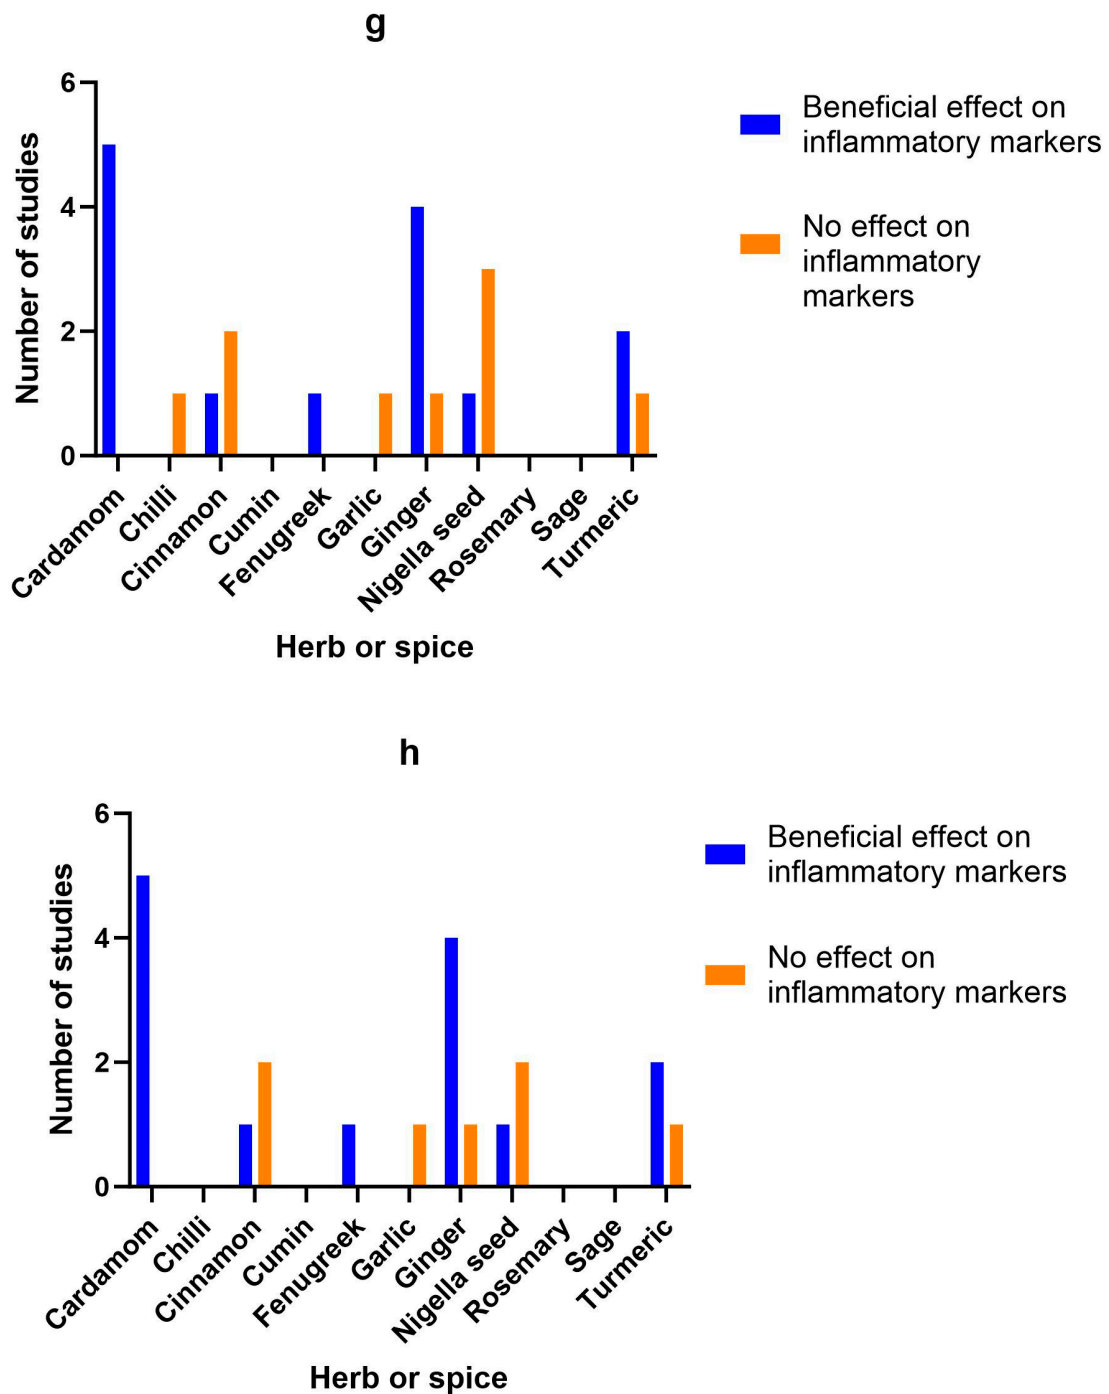 g
6
4
2
0
Number of studies
Cardamom
Chilli
Cinnamon
Cumin
Fenugreek
Garlic
Ginger
Nigella seed
Rosemary
Sage
Turmeric
Herb or spice
Beneficial effect on
inflammatory markers
No effect on
inflammatory
markers
h
6
4
2
0
Number of studies
Cardamom
Chilli
Cinnamon
Cumin
Fenugreek
Garlic
Ginger
Nigella seed
Rosemary
Sage
Turmeric
Herb or spice
Beneficial effect on
inflammatory markers
No effect on
inflammatory markers